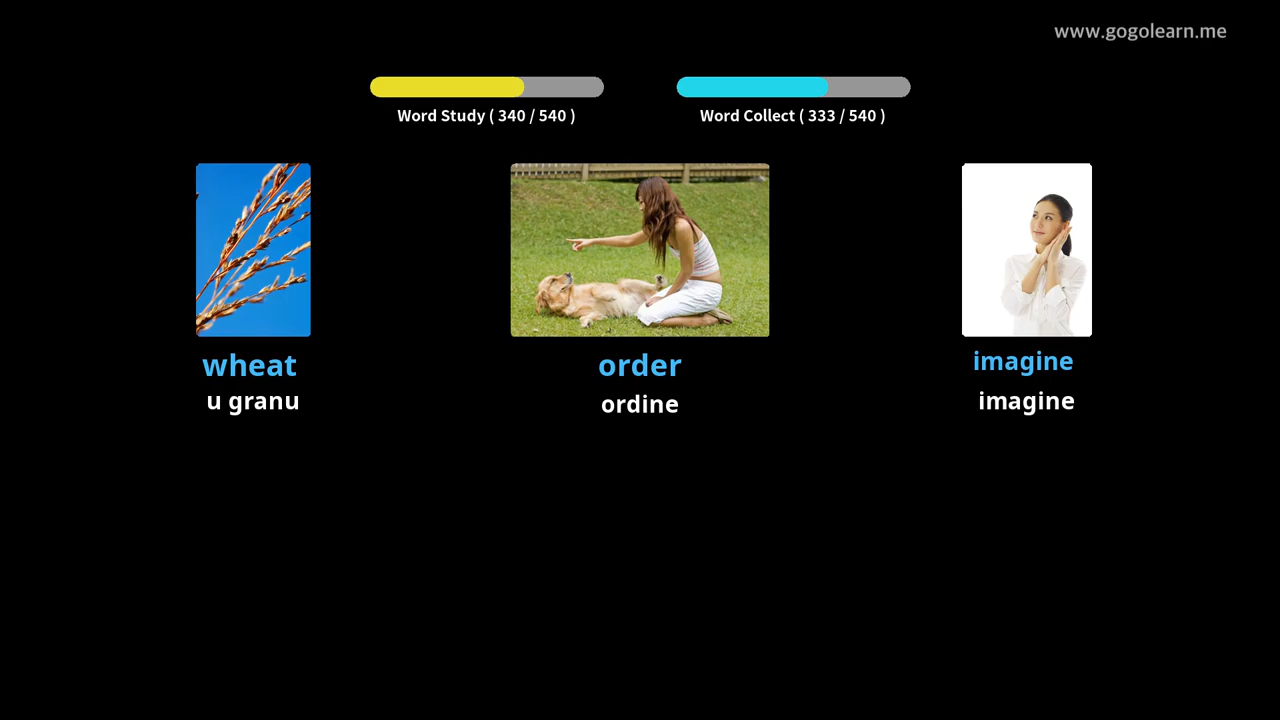 www.gogolearn.me
Word Study ( 340 / 540 )
Word Collect ( 333 / 540 )
wheat
u granu
order
ordine
imagine
imagine